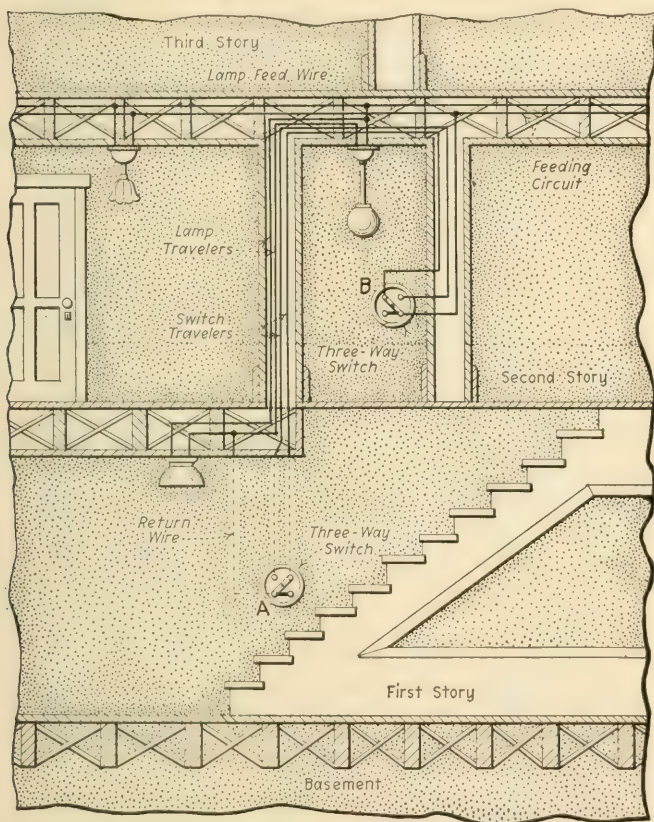 Third Story
Lamp Feed Wire
Feeding
Circuit
Lamp
Travelers
B
Switch
Travelers
Three-Way
Switch
Second Story
Return
Wire
Three-Way
Switch
A
First Story
Basement